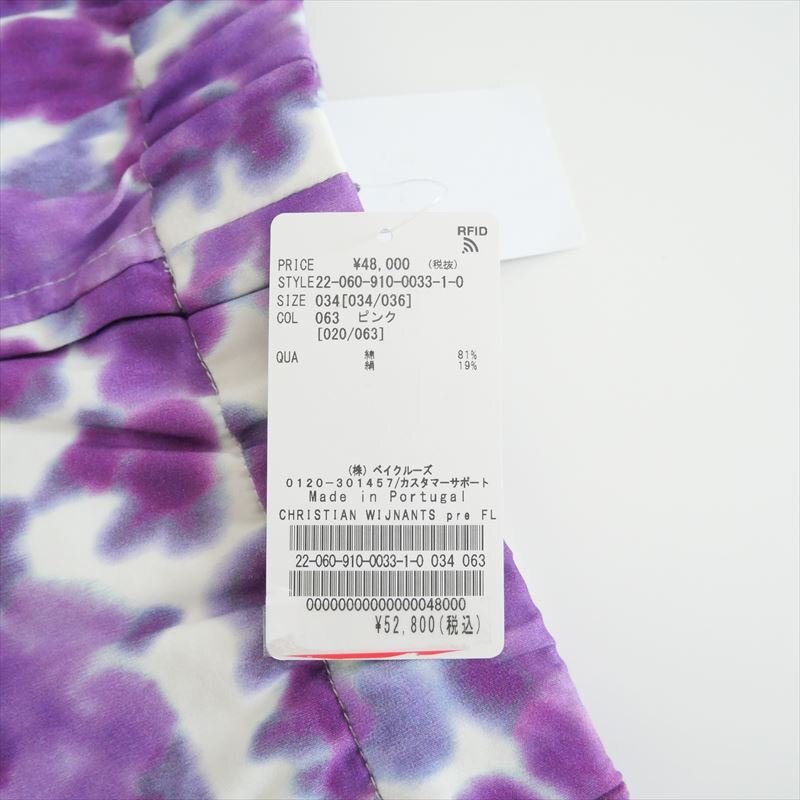 RFID
PRICE ¥48,000 (税抜)
STYLE22-060-910-0033-1-0
SIZE 034[034/036]
COL 063 ピンク
[020/063]
QUA 綿 81%
絹 19%
(株) ベイクルーズ
0120-301457/カスタマーサポート
Made in Portugal
CHRISTIAN WIJNANTS pre FL
22-060-910-0033-1-0 034 063
00000000000000048000
¥52,800(税込)